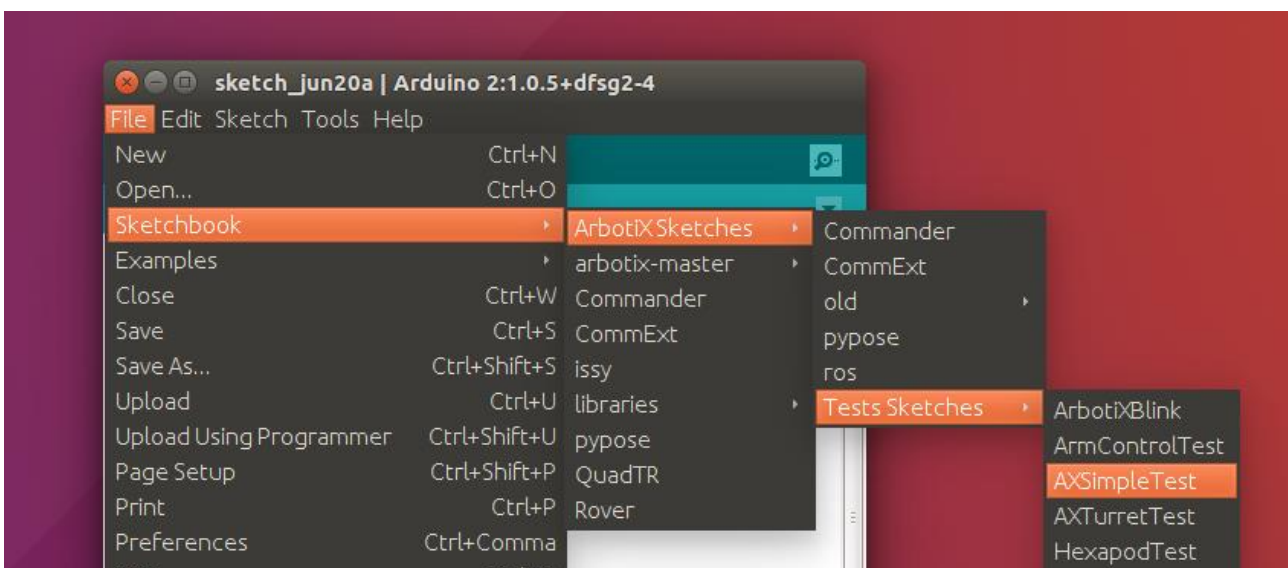 sketch_jun20a | Arduino 2:1.0.5+dfsg2-4
File Edit Sketch Tools Help
New Ctrl+N
Open... Ctrl+O
Sketchbook
Examples
Close Ctrl+W
Save Ctrl+S
Save As... Ctrl+Shift+S
Upload Ctrl+U
Upload Using Programmer Ctrl+Shift+U
Page Setup Ctrl+Shift+P
Print Ctrl+P
Preferences Ctrl+Comma
ArbotiX Sketches
arbotix-master
Commander
CommExt
issy
libraries
pypose
QuadTR
Rover
Commander
CommExt
old
pypose
ros
Tests Sketches
ArbotiXBlink
ArmControlTest
AXSimpleTest
AXTurretTest
HexapodTest